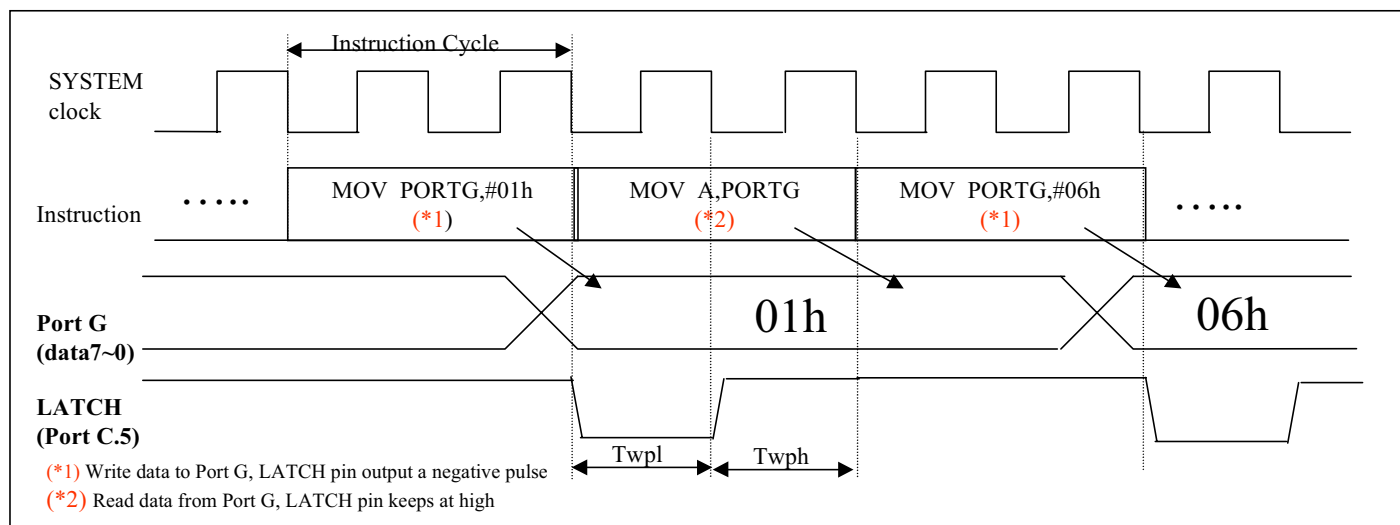 Instruction Cycle
SYSTEM
clock
Instruction
.....
MOV PORTG,#01h
(*1)
MOV A,PORTG
(*2)
MOV PORTG,#06h
(*1)
.....
Port G
(data7~0)
01h
06h
LATCH
(Port C.5)
Twpl
Twph
(*1) Write data to Port G, LATCH pin output a negative pulse
(*2) Read data from Port G, LATCH pin keeps at high